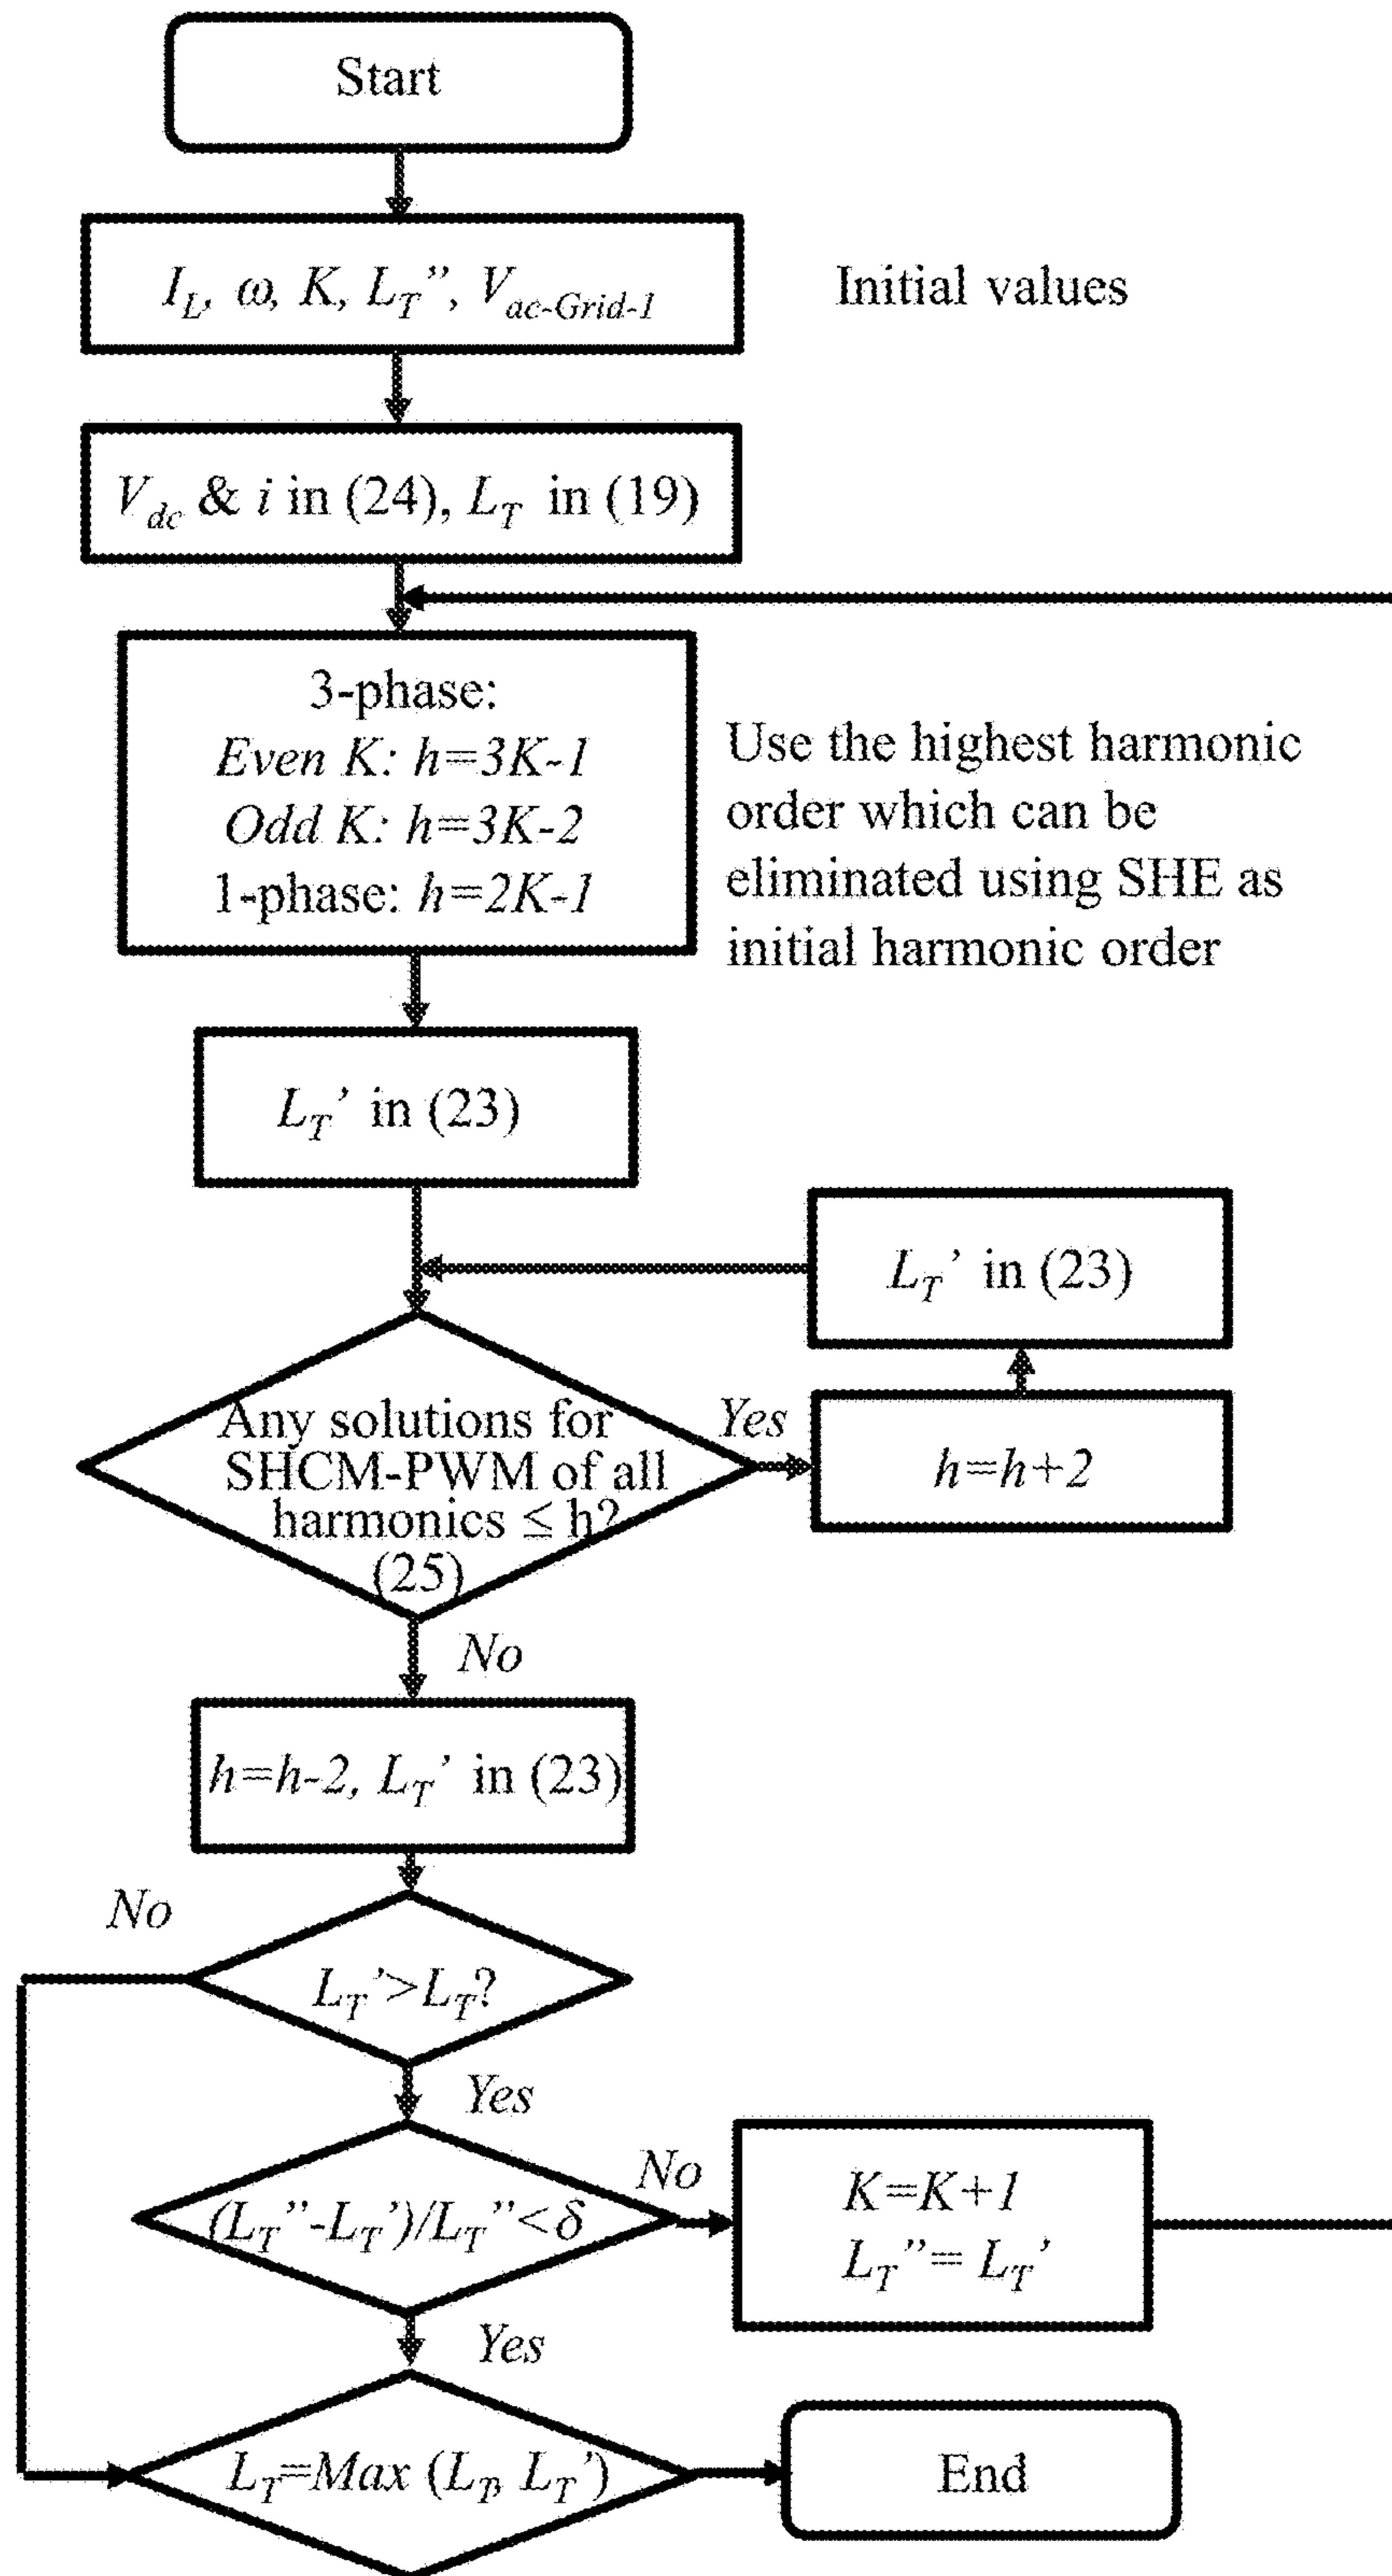 Start
I_L, ω, K, L_T'', V_ac-Grid-1
Initial values
V_dc & i in (24), L_T in (19)
3-phase:
Even K: h=3K-1
Odd K: h=3K-2
1-phase: h=2K-1
Use the highest harmonic
order which can be
eliminated using SHE as
initial harmonic order
L_T' in (23)
L_T' in (23)
Any solutions for
SHCM-PWM of all
harmonics ≤ h?
(25)
Yes
h=h+2
No
h=h-2, L_T' in (23)
No
L_T'>L_T?
Yes
(L_T''-L_T')/L_T''<δ
No
K=K+1
L_T''= L_T'
Yes
L_T=Max (L_T, L_T')
End